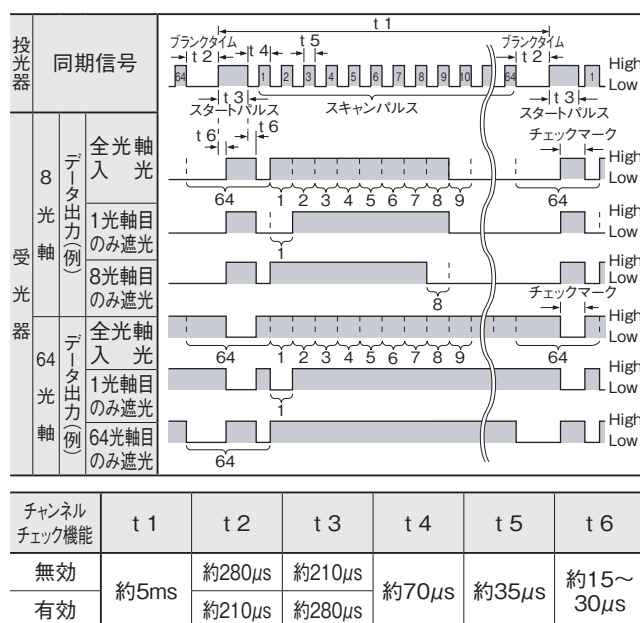 投光器
同期信号
t 1
ブランクタイム
t 2
t 4
t 5
ブランクタイム
t 2
High
Low
64
1
2
3
4
5
6
7
8
9
10
64
1
t 3
スタートパルス
スキャンパルス
t 3
スタートパルス
受光器
8光軸
データ出力(例)
全光軸入光
t 6
t 6
チェックマーク
High
Low
64
1 2 3 4 5 6 7 8 9
64
1光軸目のみ遮光
High
Low
1
8光軸目のみ遮光
High
Low
8
64光軸
データ出力(例)
全光軸入光
チェックマーク
High
Low
64
1 2 3 4 5 6 7 8 9
64
1光軸目のみ遮光
High
Low
1
64光軸目のみ遮光
High
Low
64
チャンネルチェック機能
t 1
t 2
t 3
t 4
t 5
t 6
無効
約5ms
約280μs
約210μs
約70μs
約35μs
約15～30μs
有効
約210μs
約280μs